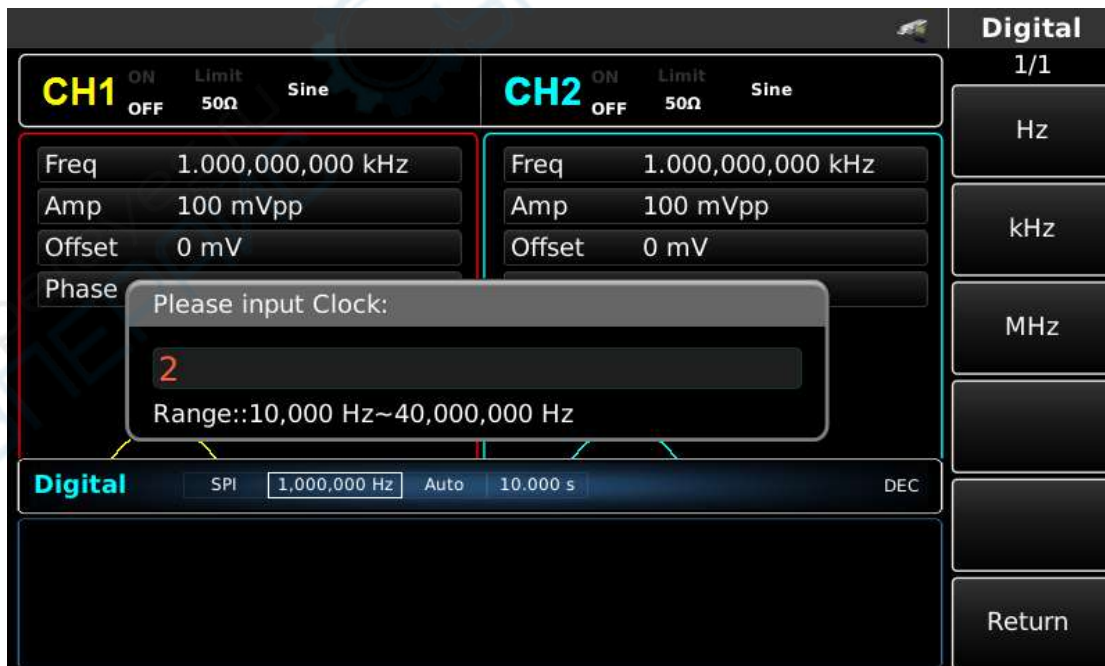 Digital
1/1
CH1 ON OFF Limit 50Ω Sine
CH2 ON OFF Limit 50Ω Sine
Freq 1.000,000,000 kHz
Amp 100 mVpp
Offset 0 mV
Phase
Freq 1.000,000,000 kHz
Amp 100 mVpp
Offset 0 mV
Please input Clock:
2
Range::10,000 Hz~40,000,000 Hz
Digital SPI 1,000,000 Hz Auto 10.000 s DEC
Hz
kHz
MHz
Return